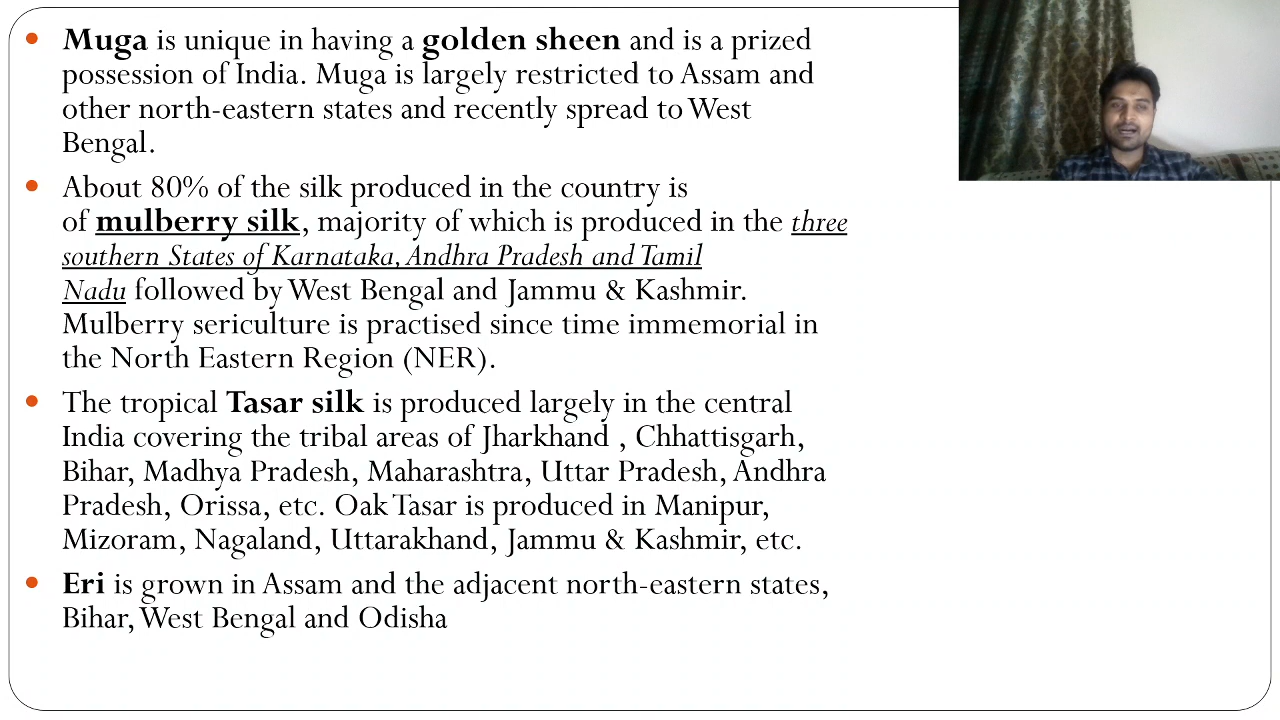 Muga is unique in having a golden sheen and is a prized
possession of India. Muga is largely restricted to Assam and
other north-eastern states and recently spread to West
Bengal.
About 80% of the silk produced in the country is
of mulberry silk, majority of which is produced in the three
southern States of Karnataka, Andhra Pradesh and Tamil
Nadu followed by West Bengal and Jammu & Kashmir.
Mulberry sericulture is practised since time immemorial in
the North Eastern Region (NER).
The tropical Tasar silk is produced largely in the central
India covering the tribal areas of Jharkhand , Chhattisgarh,
Bihar, Madhya Pradesh, Maharashtra, Uttar Pradesh, Andhra
Pradesh, Orissa, etc. Oak Tasar is produced in Manipur,
Mizoram, Nagaland, Uttarakhand, Jammu & Kashmir, etc.
Eri is grown in Assam and the adjacent north-eastern states,
Bihar, West Bengal and Odisha